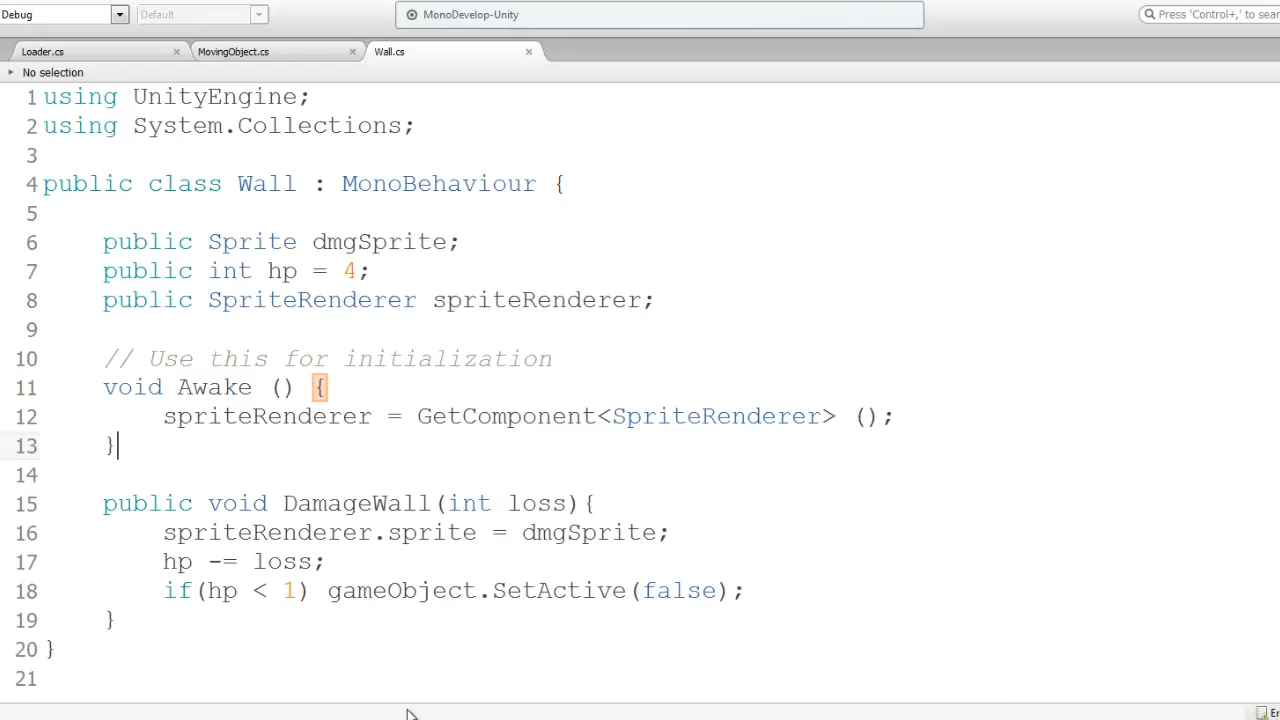 Debug Default MonoDevelop-Unity Press 'Control+,' to sear
Loader.cs MovingObject.cs Wall.cs
No selection
1 using UnityEngine;
2 using System.Collections;
3
4 public class Wall : MonoBehaviour {
5
6 public Sprite dmgSprite;
7 public int hp = 4;
8 public SpriteRenderer spriteRenderer;
9
10 // Use this for initialization
11 void Awake () {
12 spriteRenderer = GetComponent<SpriteRenderer> ();
13 }
14
15 public void DamageWall(int loss){
16 spriteRenderer.sprite = dmgSprite;
17 hp -= loss;
18 if(hp < 1) gameObject.SetActive(false);
19 }
20 }
21
Er